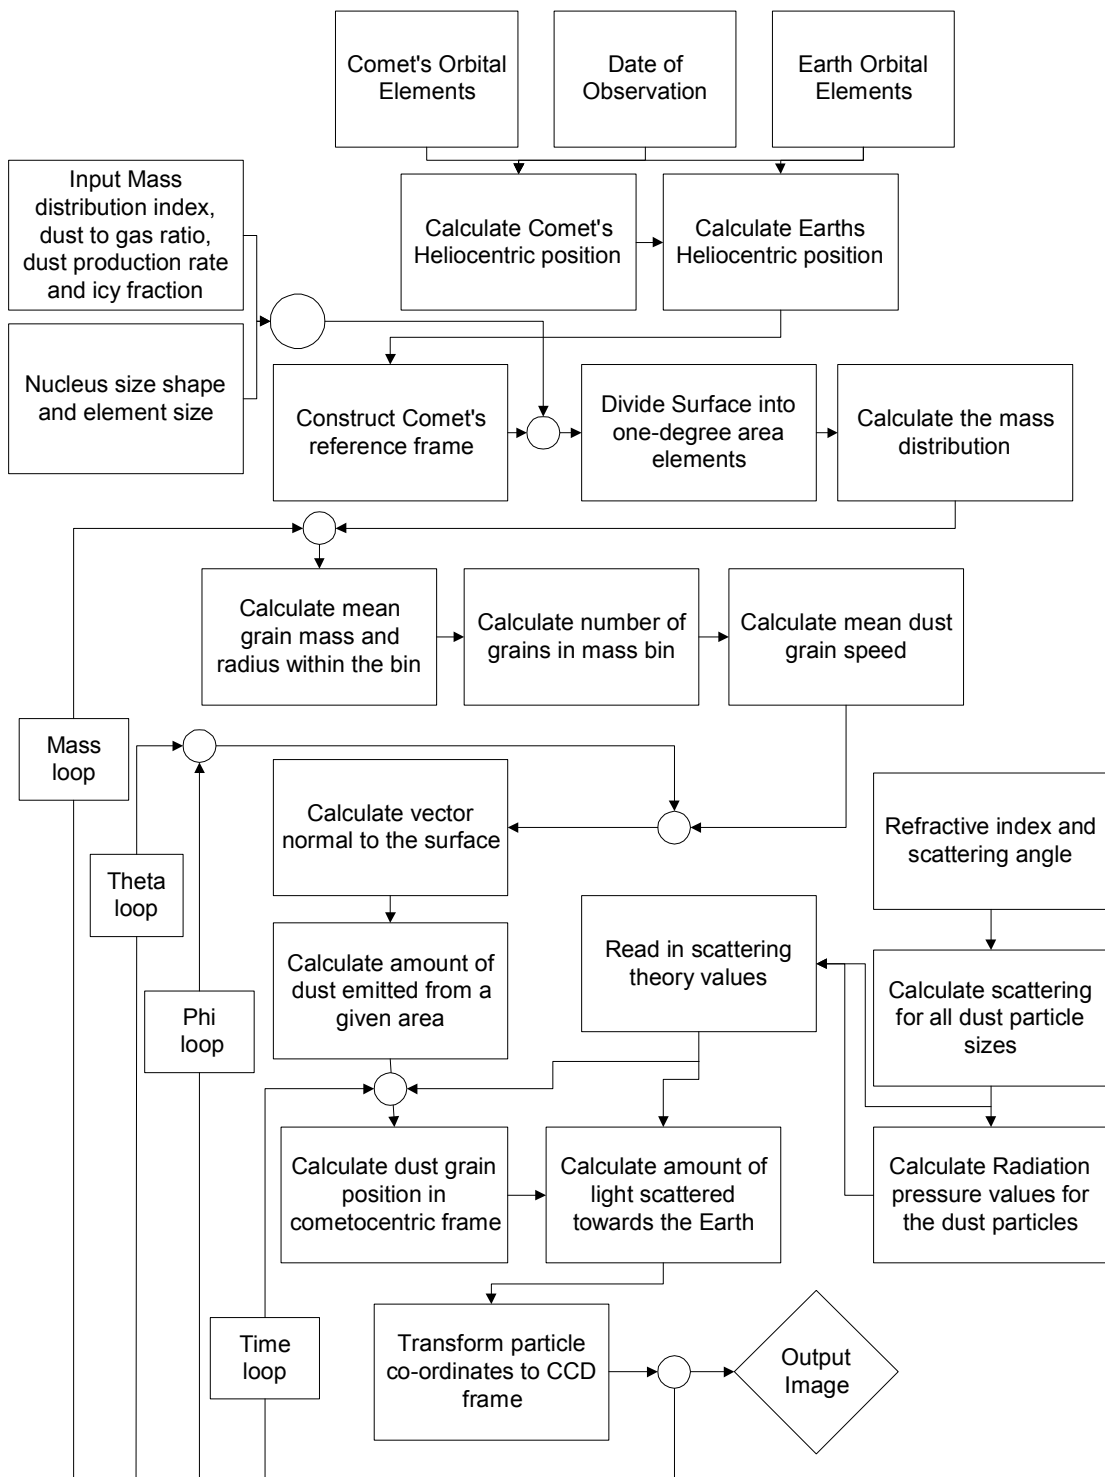 Comet's Orbital
Elements
Date of
Observation
Earth Orbital
Elements
Input Mass
distribution index,
dust to gas ratio,
dust production rate
and icy fraction
Calculate Comet's
Heliocentric position
Calculate Earths
Heliocentric position
Nucleus size shape
and element size
Construct Comet's
reference frame
Divide Surface into
one-degree area
elements
Calculate the mass
distribution
Calculate mean
grain mass and
radius within the bin
Calculate number of
grains in mass bin
Calculate mean dust
grain speed
Mass
loop
Calculate vector
normal to the surface
Refractive index and
scattering angle
Theta
loop
Calculate amount of
dust emitted from a
given area
Read in scattering
theory values
Calculate scattering
for all dust particle
sizes
Phi
loop
Calculate dust grain
position in
cometocentric frame
Calculate amount of
light scattered
towards the Earth
Calculate Radiation
pressure values for
the dust particles
Time
loop
Transform particle
co-ordinates to CCD
frame
Output
Image